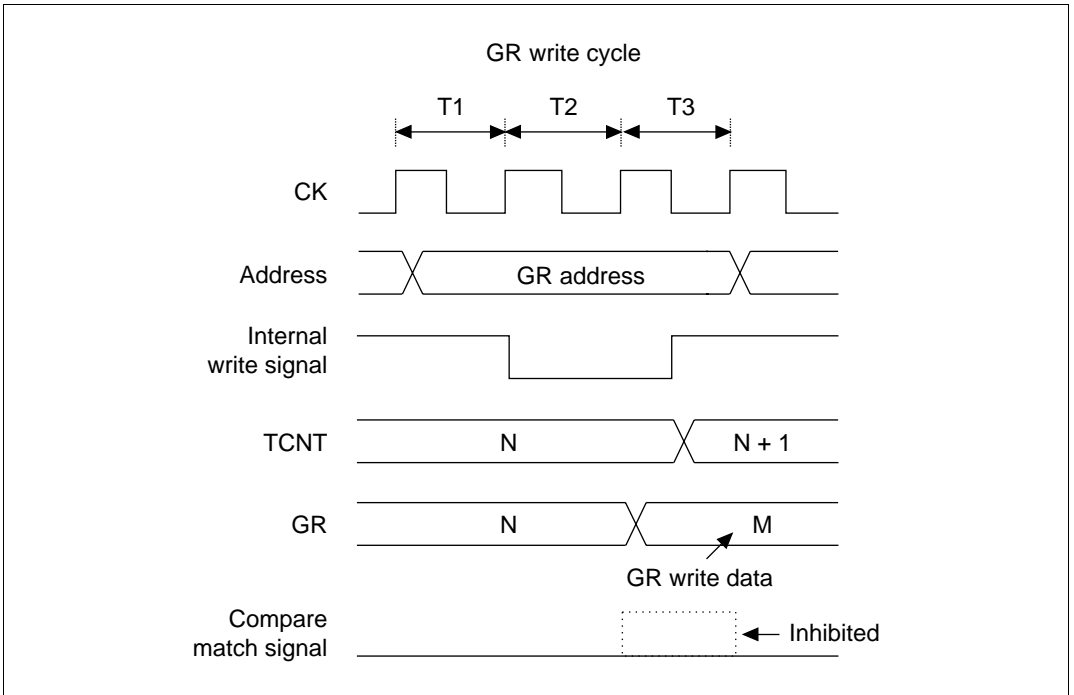 GR write cycle
T1 T2 T3
CK
Address GR address
Internal
write signal
TCNT N N + 1
GR N M
GR write data
Compare
match signal Inhibited